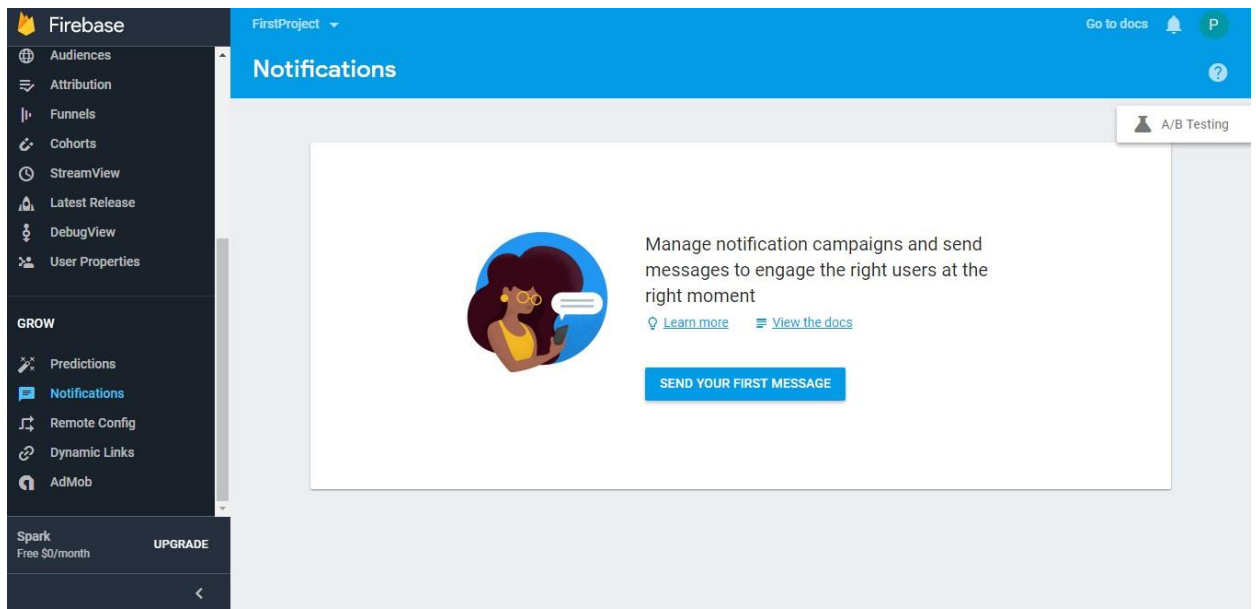 Firebase
Audiences
Attribution
Funnels
Cohorts
StreamView
Latest Release
DebugView
User Properties
GROW
Predictions
Notifications
Remote Config
Dynamic Links
AdMob
Spark
Free $0/month
UPGRADE
FirstProject
Go to docs
P
Notifications
?
A/B Testing
Manage notification campaigns and send
messages to engage the right users at the
right moment
Learn more
View the docs
SEND YOUR FIRST MESSAGE